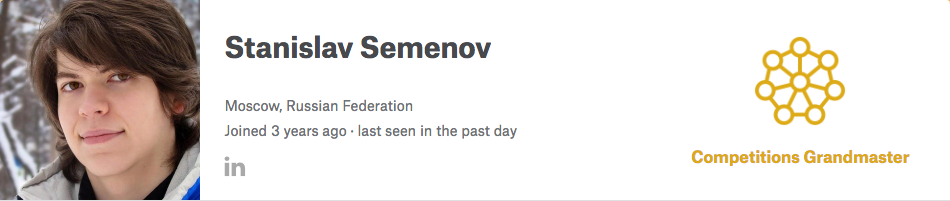 Stanislav Semenov
Moscow, Russian Federation
Joined 3 years ago · last seen in the past day
in
Competitions Grandmaster